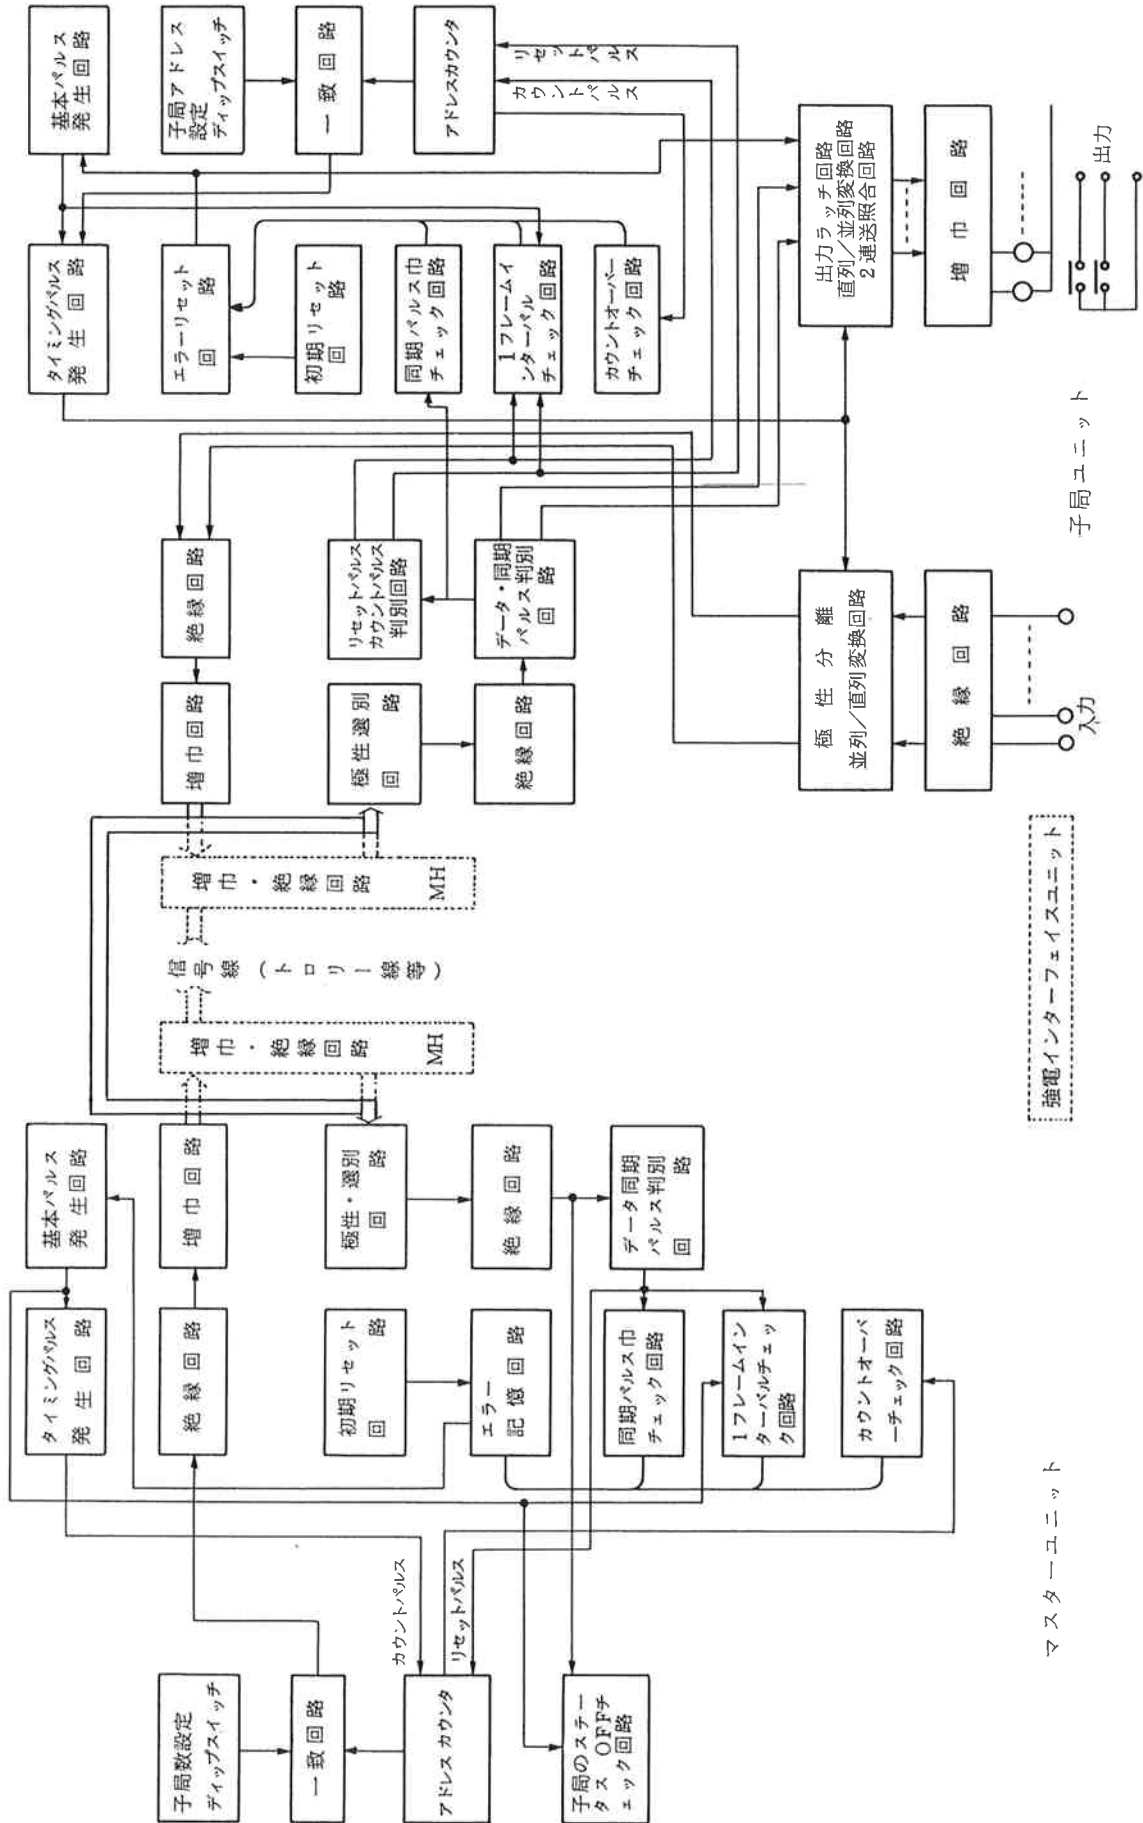 子局数設定
ディップスイッチ
一致回路
アドレスカウンタ
子局のステー
タス OFFチ
ェック回路
カウントパルス
リセットパルス
タイミングパルス
発生回路
絶縁回路
初期リセット
回路
エラー
記憶回路
同期パルス巾
チェック回路
1フレームイン
ターバルチェッ
ク回路
カウントオーバ
ーチェック回路
基本パルス
発生回路
増巾回路
極性・選別
回路
絶縁回路
データ同期
パルス判別
回路
マスターユニット
増巾・絶縁回路 MH
信号線(トロリー線等)
増巾・絶縁回路 MH
強電インターフェイスユニット
増巾回路
絶縁回路
極性選別
回路
絶縁回路
リセットパルス
カウントパルス
判別回路
データ・同期
パルス判別
回路
極性分離
並列/直列変換回路
絶縁回路
入力
タイミングパルス
発生回路
エラーリセット
回路
初期リセット
回路
同期パルス巾
チェック回路
1フレームイ
ンターバル
チェック回路
カウントオーバー
チェック回路
基本パルス
発生回路
子局アドレス
設定
ディップスイッチ
一致回路
アドレスカウンタ
カウントパルス
リセットパルス
出力ラッチ回路
直列/並列変換回路
2連送照合回路
増巾回路
出力
子局ユニット